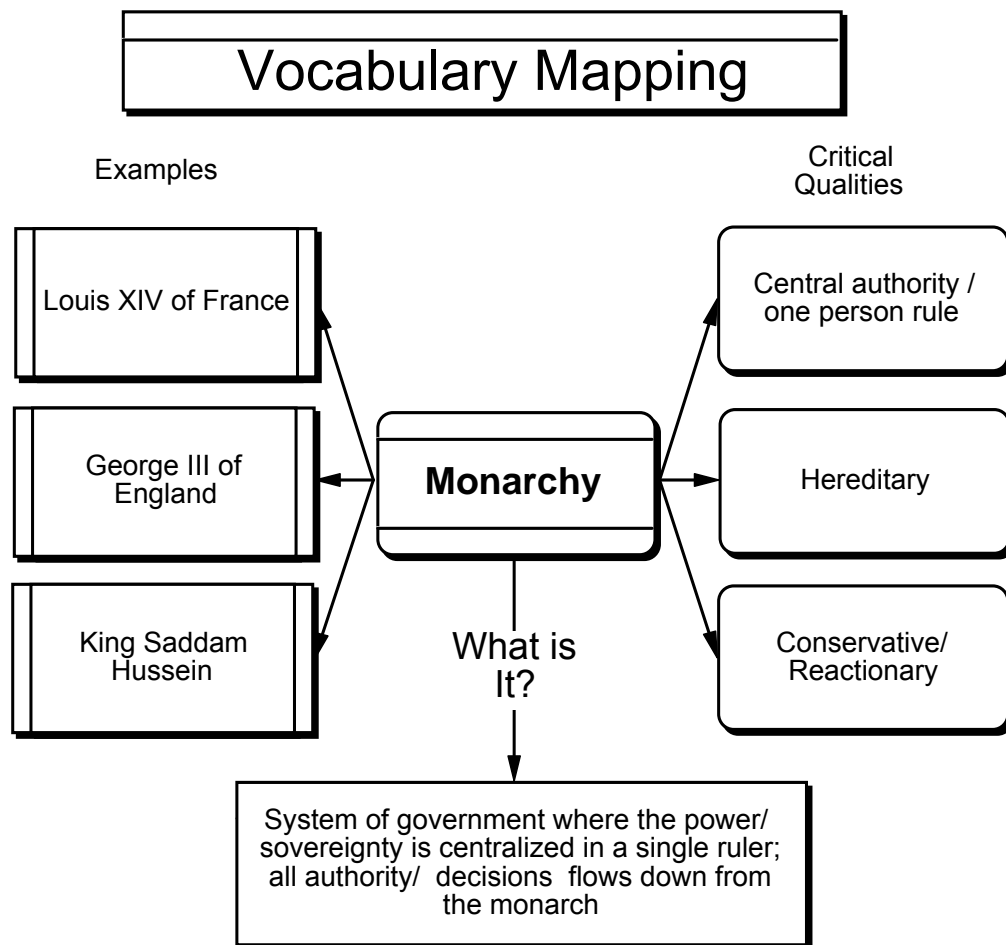 Vocabulary Mapping
Examples
Critical
Qualities
Louis XIV of France
Central authority /
one person rule
George III of
England
Monarchy
Hereditary
King Saddam
Hussein
What is
It?
Conservative/
Reactionary
System of government where the power/
sovereignty is centralized in a single ruler;
all authority/ decisions flows down from
the monarch